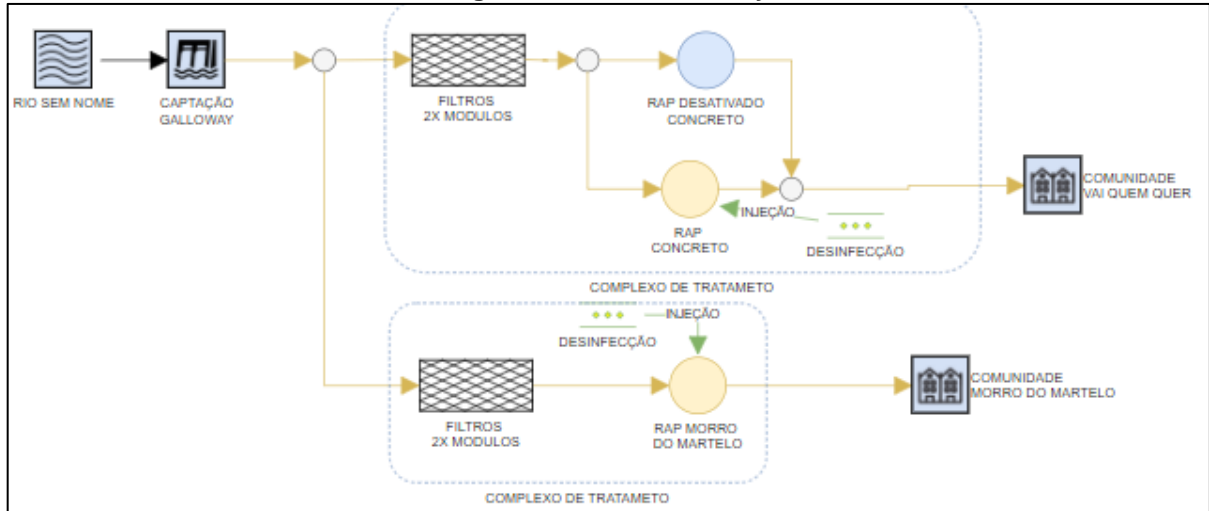 RIO SEM NOME
CAPTAÇÃO
GALLOWAY
FILTROS
2X MODULOS
RAP DESATIVADO
CONCRETO
RAP
CONCRETO
INJEÇÃO
DESINFECÇÃO
COMUNIDADE
VAI QUEM QUER
COMPLEXO DE TRATAMETO
INJEÇÃO
DESINFECÇÃO
FILTROS
2X MODULOS
RAP MORRO
DO MARTELO
COMUNIDADE
MORRO DO MARTELO
COMPLEXO DE TRATAMETO